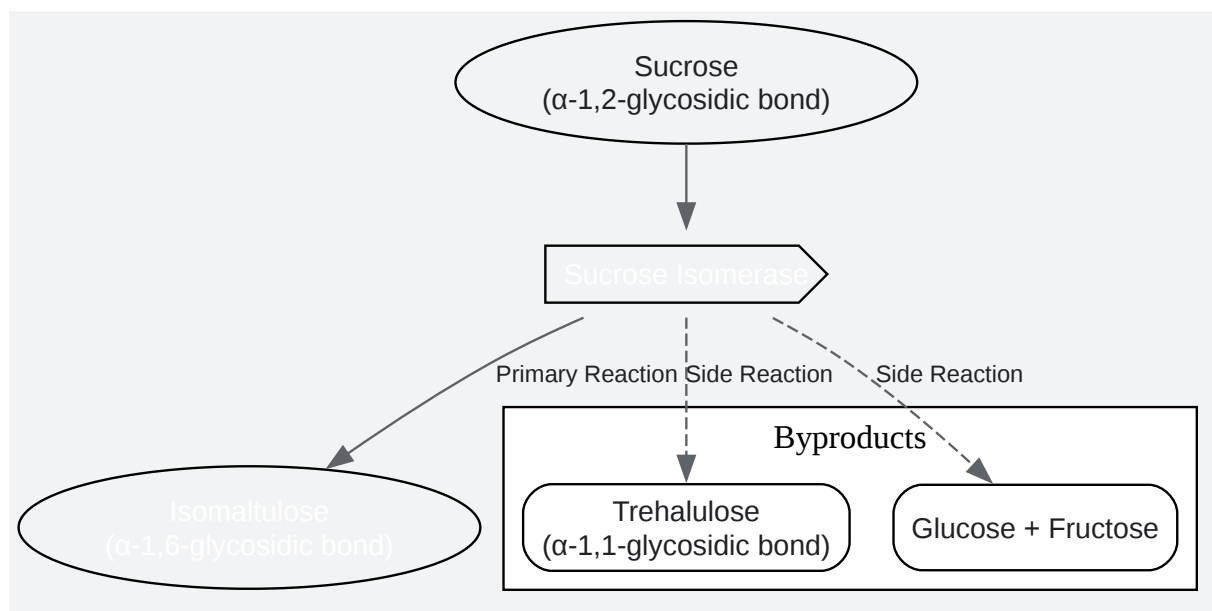 Sucrose
(α-1,2-glycosidic bond)
Sucrose Isomerase
Primary Reaction
Side Reaction
Side Reaction
Byproducts
Isomaltulose
(α-1,6-glycosidic bond)
Trehalulose
(α-1,1-glycosidic bond)
Glucose + Fructose